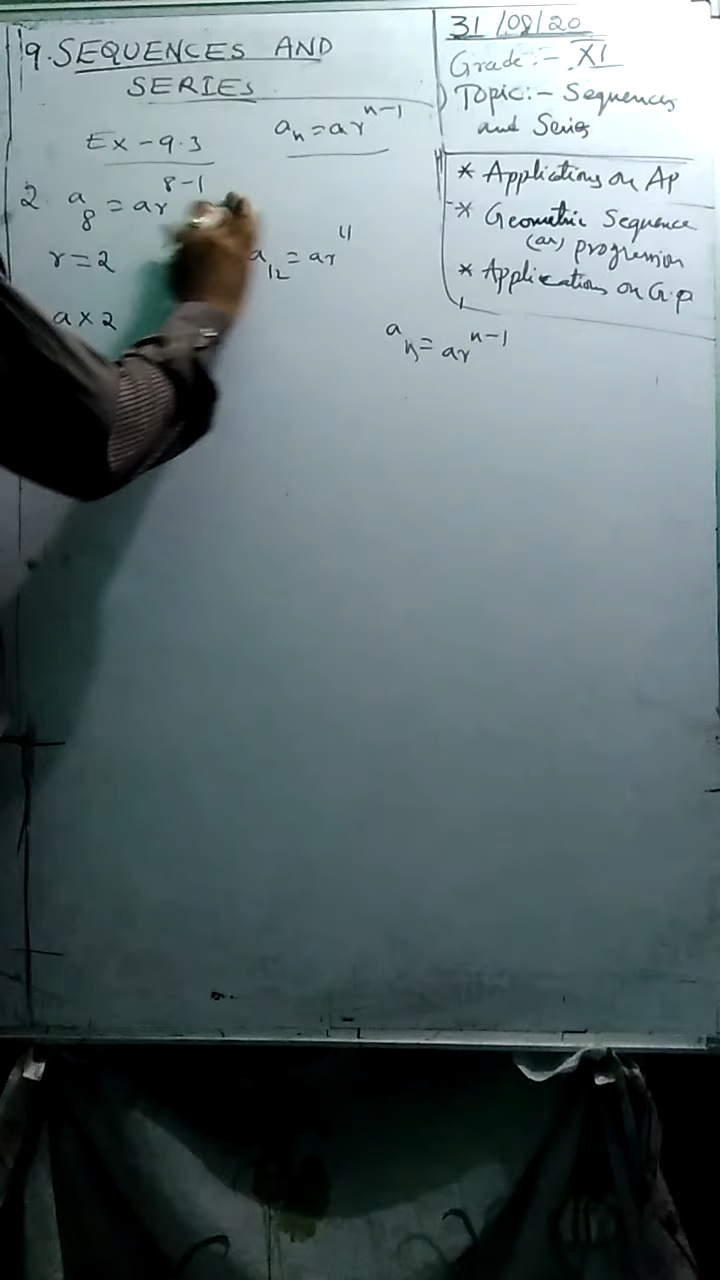 9. SEQUENCES AND
SERIES
Ex - 9.3
aₙ = arⁿ⁻¹
2. a₈ = ar⁸⁻¹
r = 2
a₁₂ = ar¹¹
a × 2
aₙ = arⁿ⁻¹
31/08/20
Grade:- XI
Topic:- Sequences
and Series
* Applications on AP
* Geometric Sequence
(or) progression
* Applications on G.P